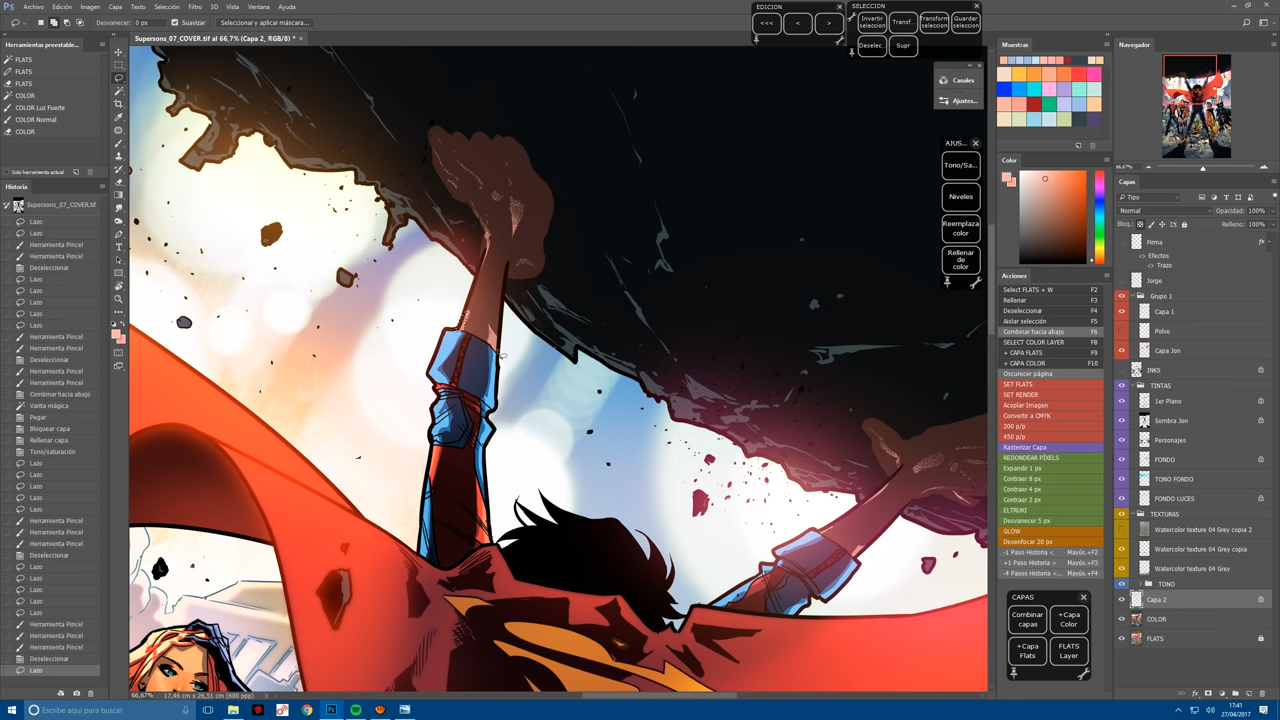 Ps
Archivo Edición Imagen Capa Texto Selección Filtro 3D Vista Ventana Ayuda
Desvanecer: 0 px Suavizar Seleccionar y aplicar máscara...
Supersons_07_COVER.tif al 66,7% (Capa 2, RGB/8) *
Herramientas preestable...
FLATS
FLATS
FLATS
COLOR
COLOR Luz Fuerte
COLOR Normal
COLOR
Solo herramienta actual
Historia
Supersons_07_COVER.tif
Lazo
Lazo
Herramienta Pincel
Herramienta Pincel
Deseleccionar
Lazo
Lazo
Lazo
Lazo
Lazo
Herramienta Pincel
Herramienta Pincel
Deseleccionar
Herramienta Pincel
Herramienta Pincel
Combinar hacia abajo
Varita mágica
Pegar
Bloquear capa
Rellenar capa
Tono/saturación
Lazo
Lazo
Lazo
Lazo
Lazo
Herramienta Pincel
Herramienta Pincel
Herramienta Pincel
Deseleccionar
Lazo
Lazo
Lazo
Lazo
Lazo
Herramienta Pincel
Herramienta Pincel
Herramienta Pincel
Deseleccionar
Lazo
66,67% 17,46 cm x 26,51 cm (600 ppp)
EDICION
<<< < >
SELECCION
Invertir seleccion
Transf...
Transform seleccion
Guardar seleccion
Deselec...
Supr
Canales
Ajustes...
AJUS...
Tono/Sa...
Niveles
Reemplaza color
Rellenar de color
Muestras
Color
Acciones
Select FLATS + W F2
Rellenar F3
Deseleccionar F4
Aislar selección F5
Combinar hacia abajo F6
SELECT COLOR LAYER F8
+ CAPA FLATS F9
+ CAPA COLOR F10
Oscurecer página
SET FLATS
SET RENDER
Acoplar Imagen
Convertir a CMYK
200 p/p
450 p/p
Rasterizar Capa
REDONDEAR PÍXELS
Expandir 1 px
Contraer 8 px
Contraer 4 px
Contraer 2 px
ELTRUKI
Desvanecer 5 px
GLOW
Desenfocar 20 px
-1 Paso Historia < Mayús.+F2
+1 Paso Historia > Mayús.+F3
-4 Pasos Historia <... Mayús.+F4
CAPAS
Combinar capas
+Capa Color
+Capa Flats
FLATS Layer
Navegador
66,67%
Capas
Tipo
Normal Opacidad: 100%
Bloq.: Relleno: 100%
Firma fx
Efectos
Trazo
Jorge
Grupo 1
Capa 1
Polvo
Capa Jon
INKS
TINTAS
1er Plano
Sombra Jon
Personajes
FONDO
TONO FONDO
FONDO LUCES
TEXTURAS
Watercolor texture 04 Grey copia 2
Watercolor texture 04 Grey copia
Watercolor texture 04 Grey
TONO
Capa 2
COLOR
FLATS
Escribe aquí para buscar
17:41
27/04/2017